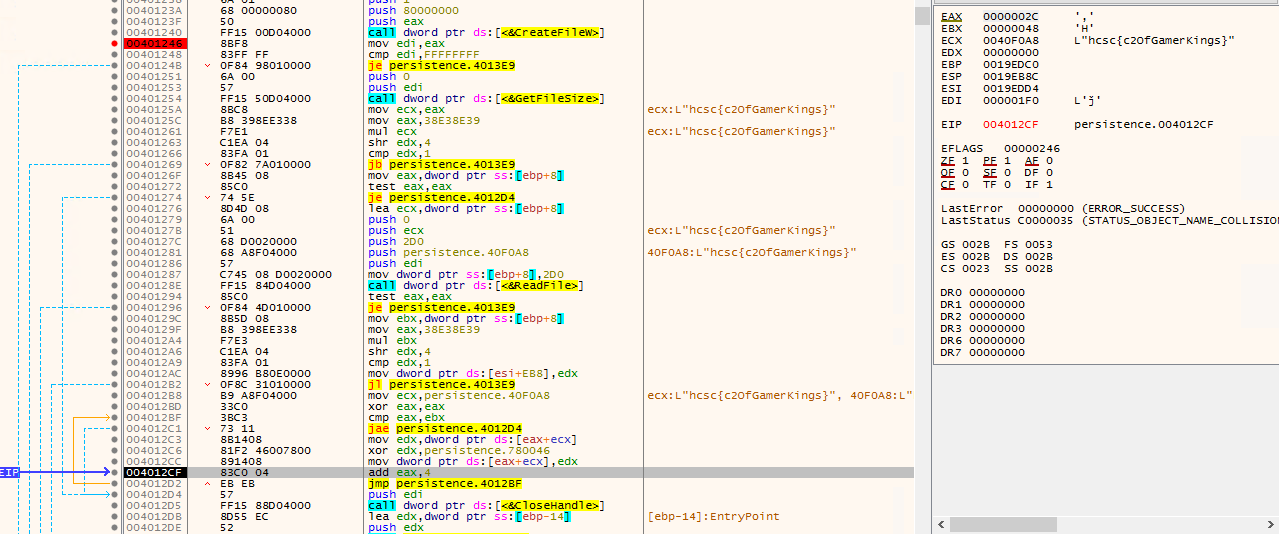 00401238 6A 01 push 1
0040123A 68 00000080 push 80000000
0040123F 50 push eax
00401240 FF15 00D04000 call dword ptr ds:[<&CreateFileW>]
00401246 8BF8 mov edi,eax
00401248 83FF FF cmp edi,FFFFFFFF
0040124B 0F84 98010000 je persistence.4013E9
00401251 6A 00 push 0
00401253 57 push edi
00401254 FF15 50D04000 call dword ptr ds:[<&GetFileSize>]
0040125A 8BC8 mov ecx,eax ecx:L"hcsc{c2OfGamerKings}"
0040125C B8 398EE338 mov eax,38E38E39
00401261 F7E1 mul ecx ecx:L"hcsc{c2OfGamerKings}"
00401263 C1EA 04 shr edx,4
00401266 83FA 01 cmp edx,1
00401269 0F82 7A010000 jb persistence.4013E9
0040126F 8B45 08 mov eax,dword ptr ss:[ebp+8]
00401272 85C0 test eax,eax
00401274 74 5E je persistence.4012D4
00401276 8D4D 08 lea ecx,dword ptr ss:[ebp+8]
00401279 6A 00 push 0
0040127B 51 push ecx ecx:L"hcsc{c2OfGamerKings}"
0040127C 68 D0020000 push 2D0
00401281 68 A8F04000 push persistence.40F0A8 40F0A8:L"hcsc{c2OfGamerKings}"
00401286 57 push edi
00401287 C745 08 D0020000 mov dword ptr ss:[ebp+8],2D0
0040128E FF15 84D04000 call dword ptr ds:[<&ReadFile>]
00401294 85C0 test eax,eax
00401296 0F84 4D010000 je persistence.4013E9
0040129C 8B5D 08 mov ebx,dword ptr ss:[ebp+8]
0040129F B8 398EE338 mov eax,38E38E39
004012A4 F7E3 mul ebx
004012A6 C1EA 04 shr edx,4
004012A9 83FA 01 cmp edx,1
004012AC 8996 B80E0000 mov dword ptr ds:[esi+EB8],edx
004012B2 0F8C 31010000 jl persistence.4013E9
004012B8 B9 A8F04000 mov ecx,persistence.40F0A8 ecx:L"hcsc{c2OfGamerKings}", 40F0A8:L"
004012BD 33C0 xor eax,eax
004012BF 3BC3 cmp eax,ebx
004012C1 73 11 jae persistence.4012D4
004012C3 8B1408 mov edx,dword ptr ds:[eax+ecx]
004012C6 81F2 46007800 xor edx,persistence.780046
004012CC 891408 mov dword ptr ds:[eax+ecx],edx
EIP 004012CF 83C0 04 add eax,4
004012D2 EB EB jmp persistence.4012BF
004012D4 57 push edi
004012D5 FF15 88D04000 call dword ptr ds:[<&CloseHandle>]
004012DB 8D55 EC lea edx,dword ptr ss:[ebp-14] [ebp-14]:EntryPoint
004012DE 52 push edx
EAX 0000002C ','
EBX 00000048 'H'
ECX 0040F0A8 L"hcsc{c2OfGamerKings}"
EDX 00000000
EBP 0019EDC0
ESP 0019EB8C
ESI 0019EDD4
EDI 000001F0 L'ǰ'
EIP 004012CF persistence.004012CF
EFLAGS 00000246
ZF 1 PF 1 AF 0
OF 0 SF 0 DF 0
CF 0 TF 0 IF 1
LastError 00000000 (ERROR_SUCCESS)
LastStatus C0000035 (STATUS_OBJECT_NAME_COLLISION
GS 002B FS 0053
ES 002B DS 002B
CS 0023 SS 002B
DR0 00000000
DR1 00000000
DR2 00000000
DR3 00000000
DR6 00000000
DR7 00000000